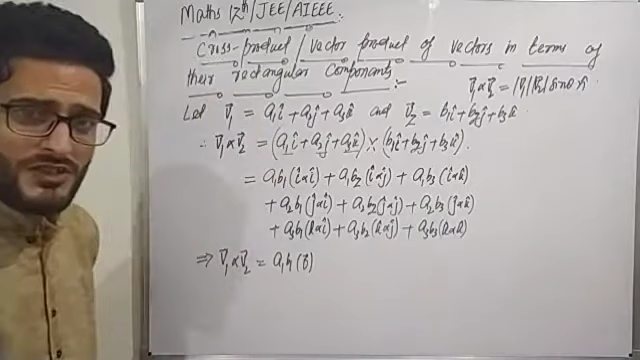 Maths 12th/JEE/AIEEE:-
Cross-product/vector product of vectors in terms of
their rectangular components:-
V⃗₁×V⃗₂ = |V⃗₁||V⃗₂|sinθ n̂.
Let V⃗₁ = a₁î + a₂ĵ + a₃k̂ and V⃗₂ = b₁î + b₂ĵ + b₃k̂
∴ V⃗₁×V⃗₂ = (a₁î + a₂ĵ + a₃k̂) × (b₁î + b₂ĵ + b₃k̂).
= a₁b₁(î×î) + a₁b₂(î×ĵ) + a₁b₃(î×k̂)
+ a₂b₁(ĵ×î) + a₂b₂(ĵ×ĵ) + a₂b₃(ĵ×k̂)
+ a₃b₁(k̂×î) + a₃b₂(k̂×ĵ) + a₃b₃(k̂×k̂)
⇒ V⃗₁×V⃗₂ = a₁b₁(0⃗)